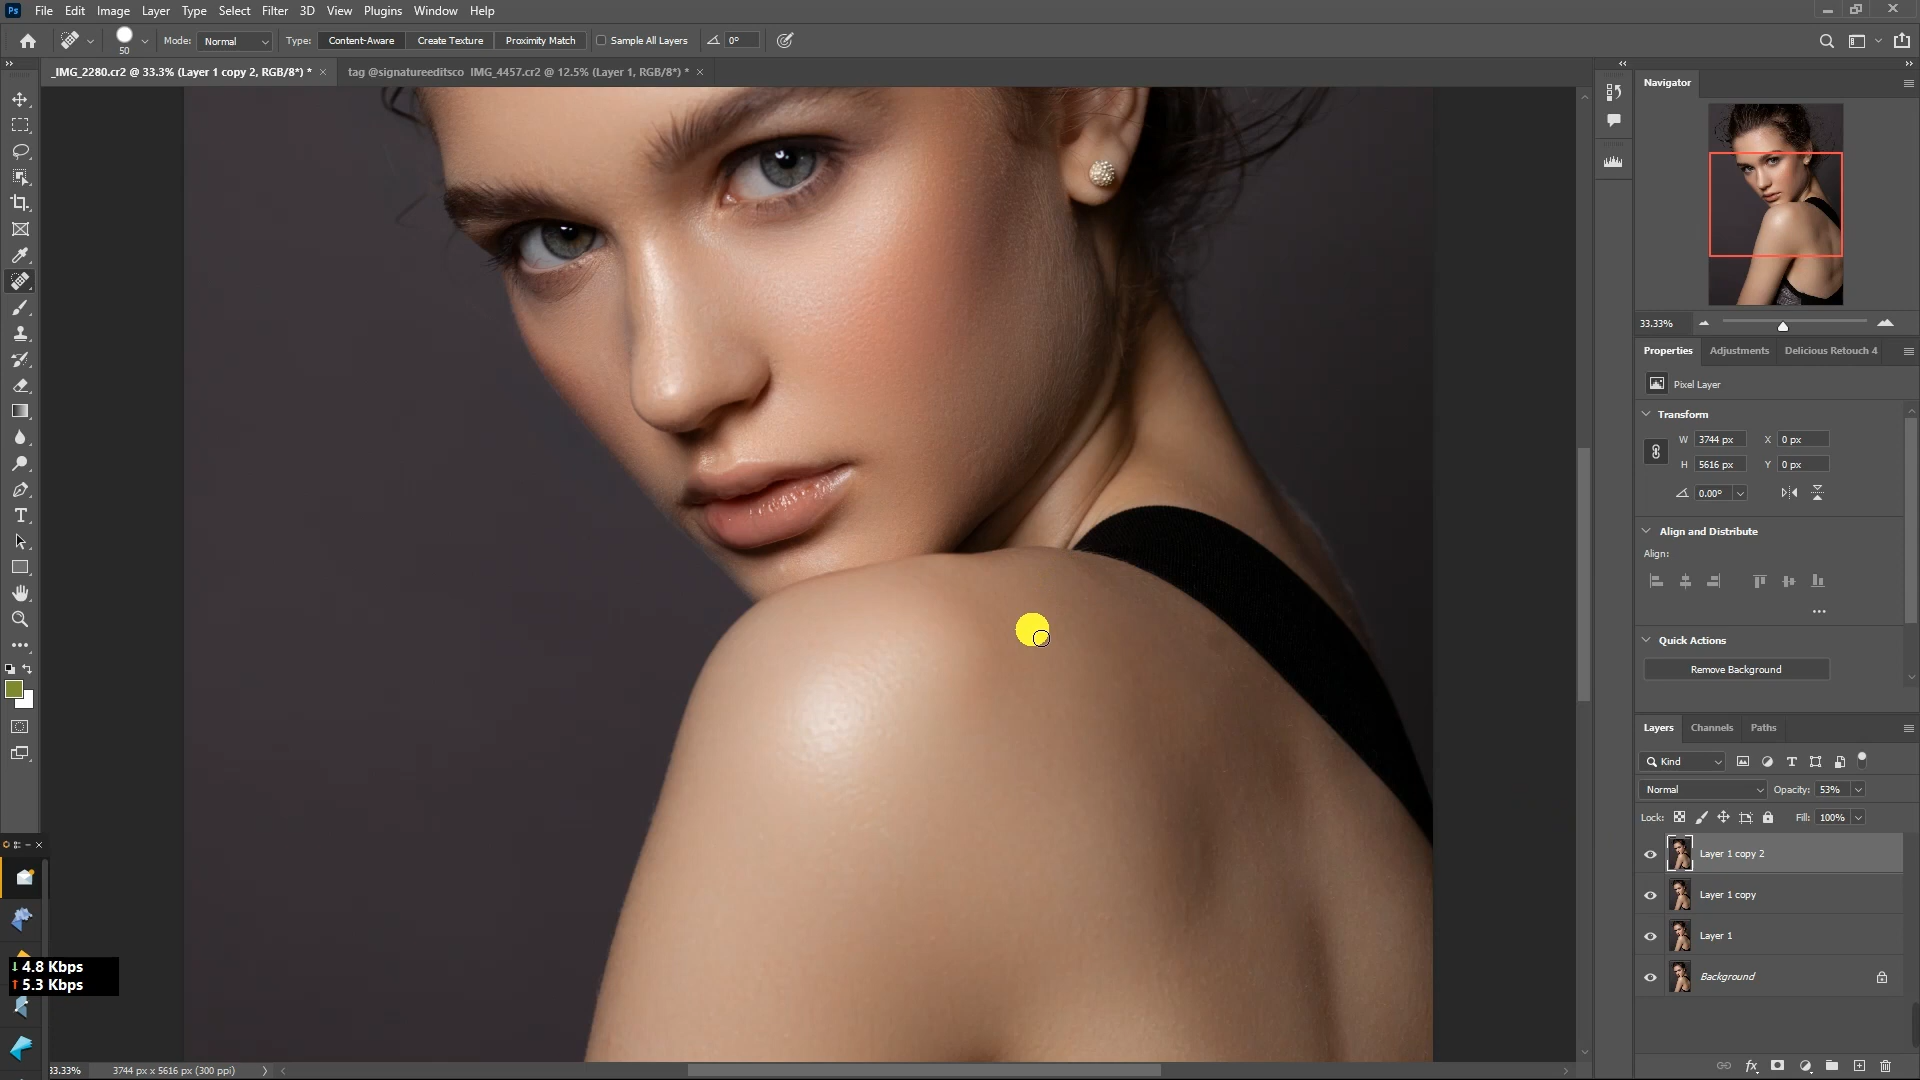 Ps File Edit Image Layer Type Select Filter 3D View Plugins Window Help
50 Mode: Normal Type: Content-Aware Create Texture Proximity Match Sample All Layers 0°
_IMG_2280.cr2 @ 33.3% (Layer 1 copy 2, RGB/8*) * × tag @signatureeditsco IMG_4457.cr2 @ 12.5% (Layer 1, RGB/8*) * ×
Navigator
33.33%
Properties Adjustments Delicious Retouch 4
Pixel Layer
Transform
W 3744 px X 0 px
H 5616 px Y 0 px
0.00°
Align and Distribute
Align:
Quick Actions
Remove Background
Layers Channels Paths
Kind
Normal Opacity: 53%
Lock: Fill: 100%
Layer 1 copy 2
Layer 1 copy
Layer 1
Background
↓ 4.8 Kbps
↑ 5.3 Kbps
33.33% 3744 px x 5616 px (300 ppi)